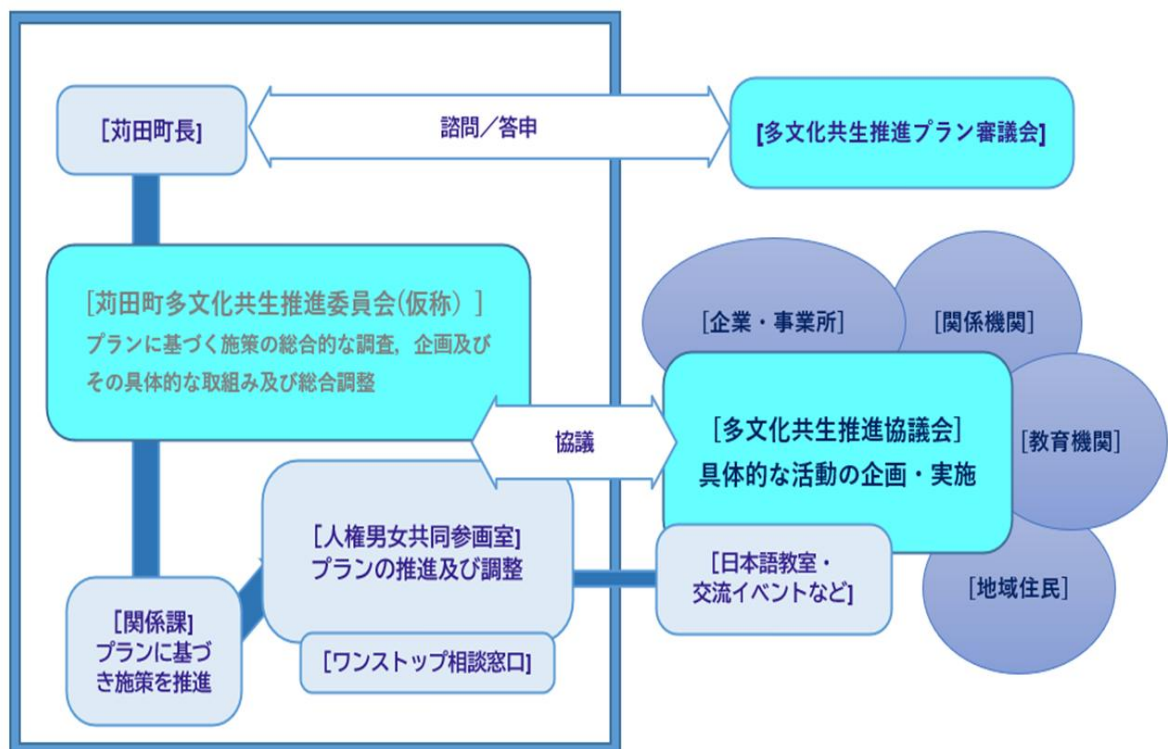 [苅田町長]
諮問／答申
[多文化共生推進プラン審議会]
[苅田町多文化共生推進委員会(仮称）]
プランに基づく施策の総合的な調査，企画及び
その具体的な取組み及び総合調整
[企業・事業所]
[関係機関]
協議
[多文化共生推進協議会]
具体的な活動の企画・実施
[教育機関]
[人権男女共同参画室]
プランの推進及び調整
[日本語教室・
交流イベントなど]
[地域住民]
[関係課]
プランに基づ
き施策を推進
[ワンストップ相談窓口]